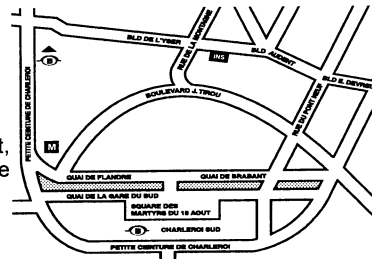 BLD DE L'YSER
RUE DE LA MONTAGNE
BLD AUDENT
INS
BLD E. DEVREU
B
PETITE CEINTURE DE CHARLEROI
BOULEVARD J. TIROU
RUE DU PONT NEUF
M
t,
e
QUAI DE FLANDRE
QUAI DE BRABANT
QUAI DE LA GARE DU SUD
SQUARE DES
MARTYRS DU 18 AOUT
B
CHARLEROI SUD
PETITE CEINTURE DE CHARLEROI